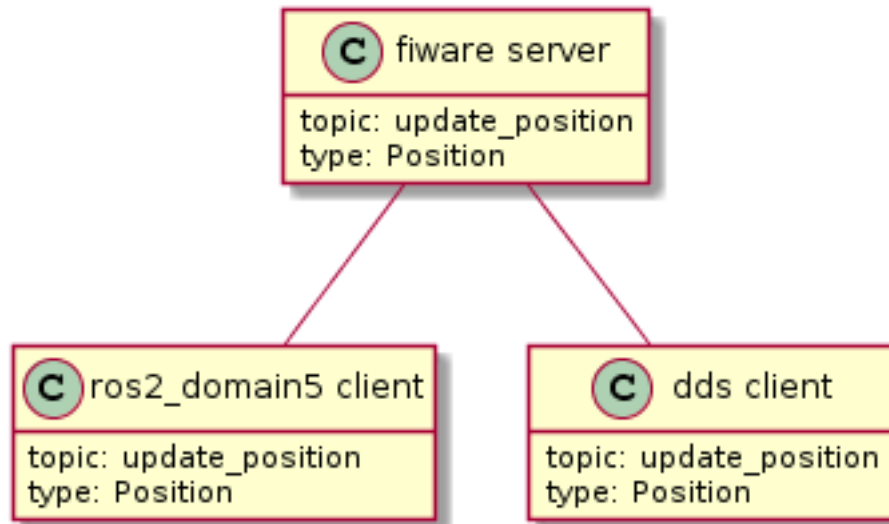 C fiware server
topic: update_position
type: Position
C ros2_domain5 client
topic: update_position
type: Position
C dds client
topic: update_position
type: Position